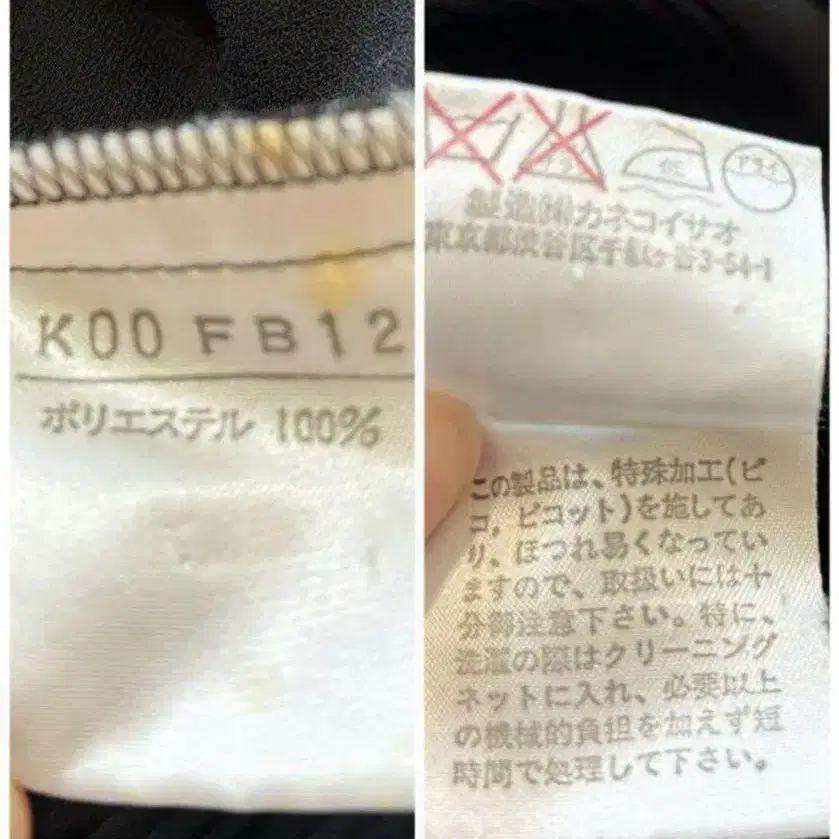 K00 FB12
ポリエステル 100%
低
ドライ
製造(株)カネコイサオ
東京都渋谷区千駄ヶ谷3-54-1
この製品は、特殊加工(ピ
コ, ピコット)を施してあ
り、ほつれ易くなってい
ますので、取扱いには十
分御注意下さい。特に、
洗濯の際はクリーニング
ネットに入れ、必要以上
の機械的負担を加えず短
時間で処理して下さい。